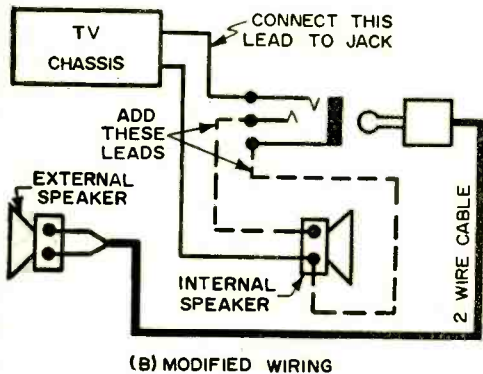 TV
CHASSIS
CONNECT THIS
LEAD TO JACK
ADD
THESE
LEADS
EXTERNAL
SPEAKER
INTERNAL
SPEAKER
2 WIRE CABLE
(B) MODIFIED WIRING